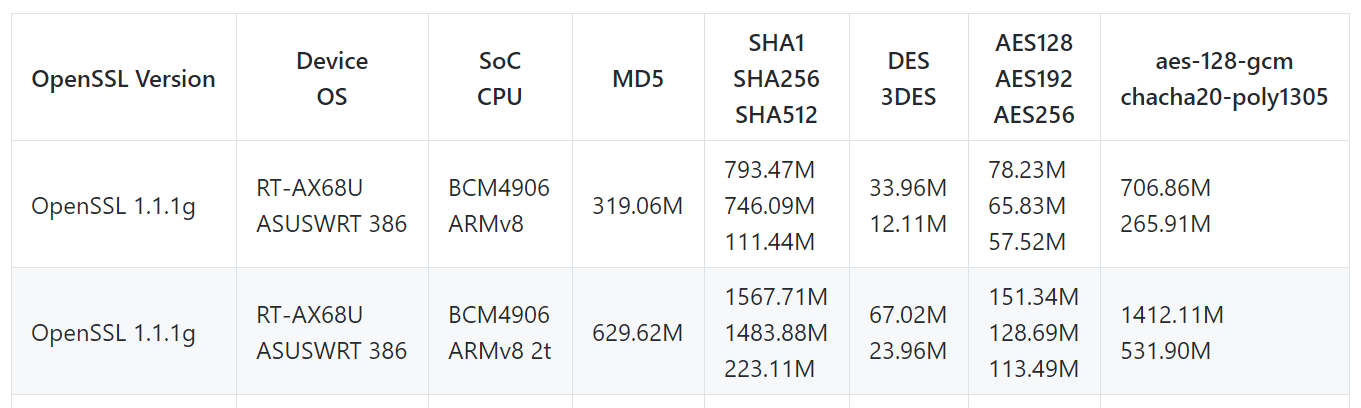 OpenSSL Version
Device
OS
SoC
CPU
MD5
SHA1
SHA256
SHA512
DES
3DES
AES128
AES192
AES256
aes-128-gcm
chacha20-poly1305
OpenSSL 1.1.1g
RT-AX68U
ASUSWRT 386
BCM4906
ARMv8
319.06M
793.47M
746.09M
111.44M
33.96M
12.11M
78.23M
65.83M
57.52M
706.86M
265.91M
OpenSSL 1.1.1g
RT-AX68U
ASUSWRT 386
BCM4906
ARMv8 2t
629.62M
1567.71M
1483.88M
223.11M
67.02M
23.96M
151.34M
128.69M
113.49M
1412.11M
531.90M